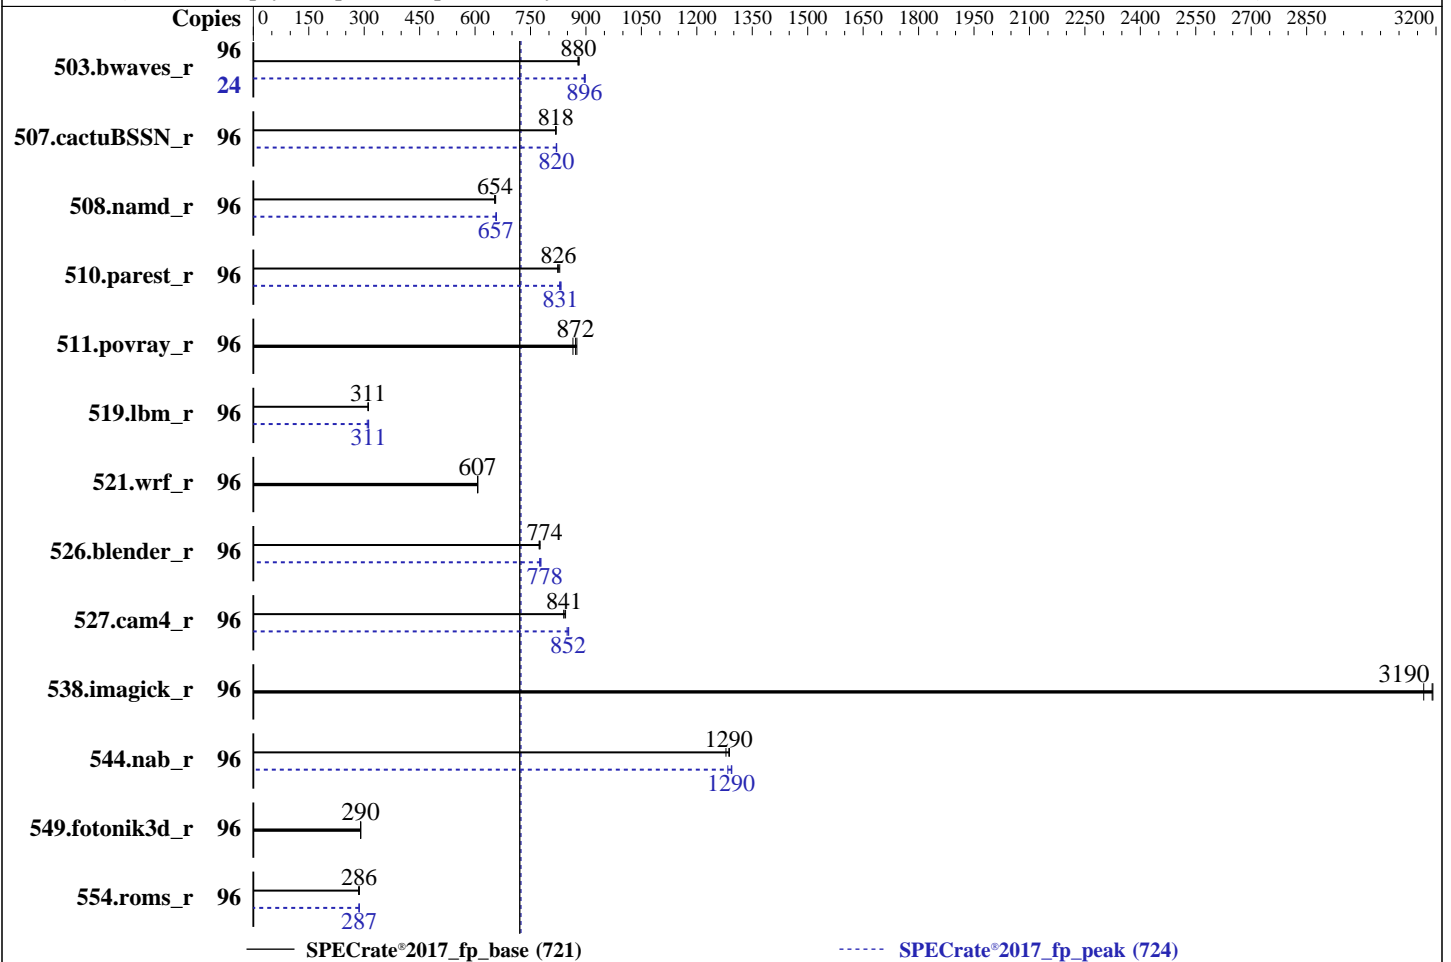 Copies 0 150 300 450 600 750 900 1050 1200 1350 1500 1650 1800 1950 2100 2250 2400 2550 2700 2850 3200
503.bwaves_r 96 880
24 896
507.cactuBSSN_r 96 818
820
508.namd_r 96 654
657
510.parest_r 96 826
831
511.povray_r 96 872
519.lbm_r 96 311
311
521.wrf_r 96 607
526.blender_r 96 774
778
527.cam4_r 96 841
852
538.imagick_r 96 3190
544.nab_r 96 1290
1290
549.fotonik3d_r 96 290
554.roms_r 96 286
287
SPECrate®2017_fp_base (721) SPECrate®2017_fp_peak (724)